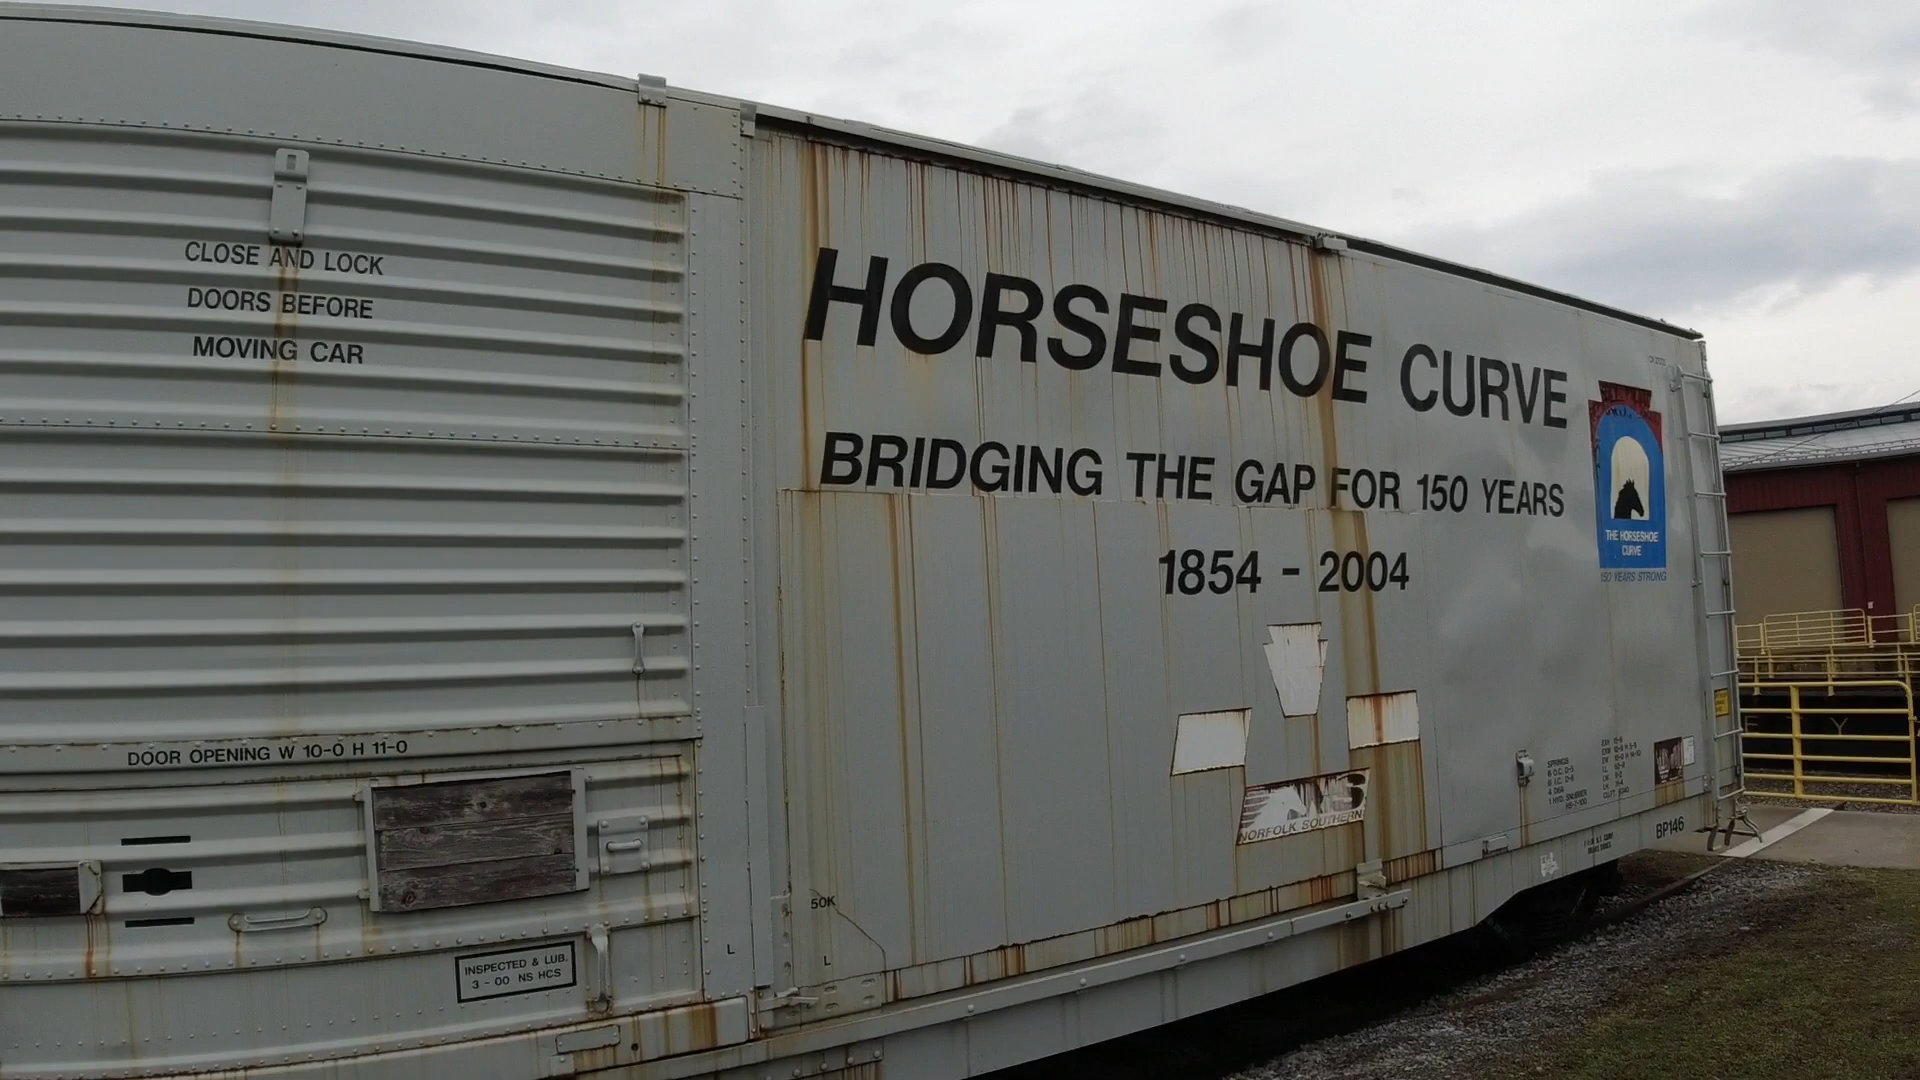 CLOSE AND LOCK
DOORS BEFORE
MOVING CAR
HORSESHOE CURVE
BRIDGING THE GAP FOR 150 YEARS
1854 - 2004
THE HORSESHOE
CURVE
150 YEARS STRONG
NS
NORFOLK SOUTHERN
DOOR OPENING W 10-0 H 11-0
50K
L
L
INSPECTED & LUB.
3 - 00 NS HCS
SPRINGS
BP146